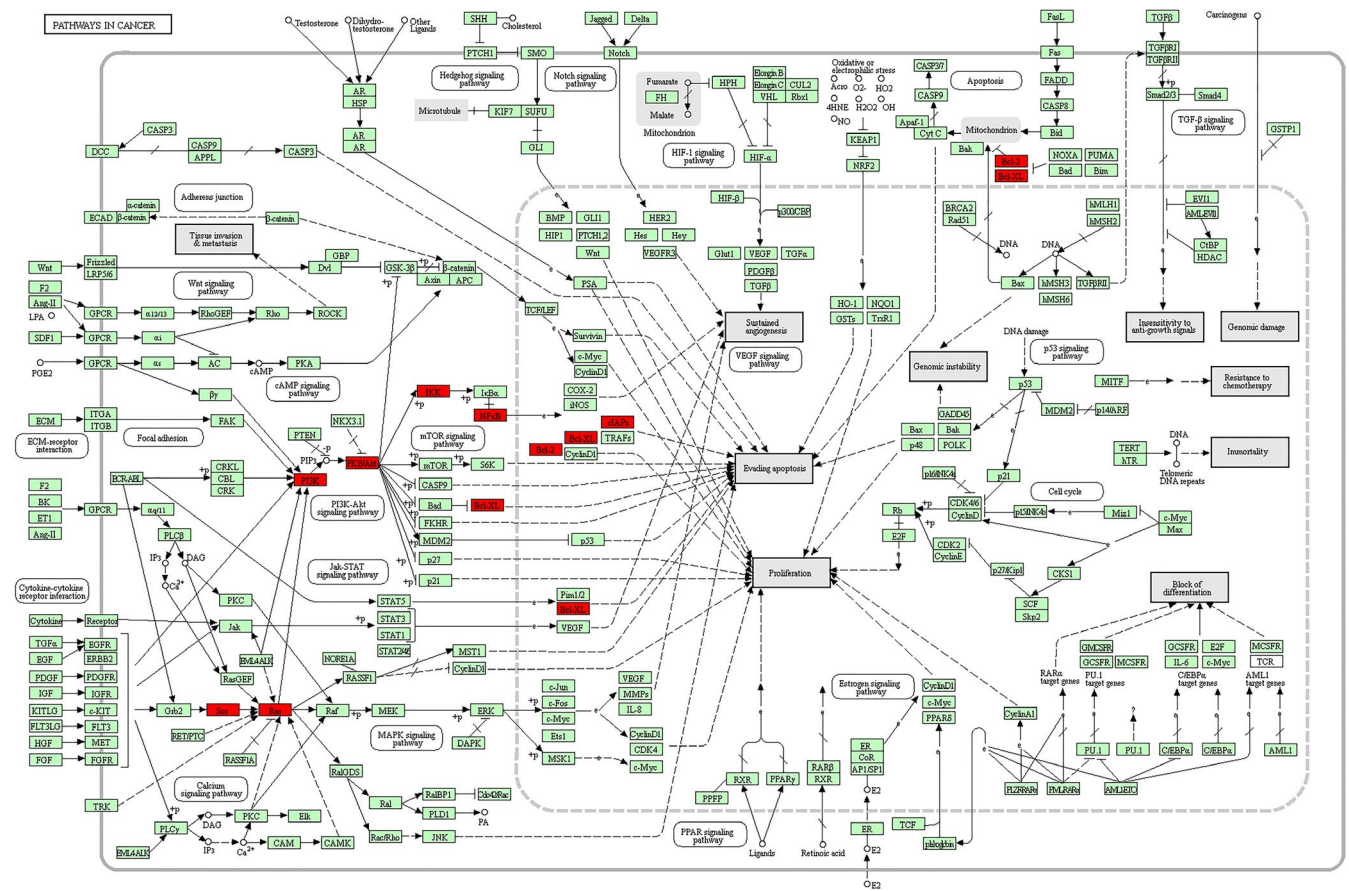 PATHWAYS IN CANCER
Testosterone
Dihydro-
testosterone
Other
Ligands
AR
HSP
AR
AR
SHH
Cholesterol
PTCH1
SMO
Hedgehog signaling
pathway
Microtubule
KIF7
SUFU
GLI
Jagged
Delta
Notch
Notch signaling
pathway
Fumarate
FH
Malate
Mitochondrion
HPH
Elongin B
Elongin C
CUL2
VHL
Rbx1
HIF-1 signaling
pathway
HIF-α
Oxidative or
electrophilic stress
Acro
O2-
HO2
4HNE
H2O2
OH
NO
KEAP1
NRF2
CASP3/7
CASP9
Apaf-1
Cyt C
Apoptosis
Mitochondrion
Bak
Bcl-2
Bcl-XL
NOXA
PUMA
Bad
Bim
FasL
Fas
FADD
CASP8
Bid
TGFβ
TGFβRI
TGFβRII
+p
Smad2/3
Smad4
TGF-β signaling
pathway
Carcinogens
GSTP1
CASP3
DCC
CASP9
APPL
CASP3
Adherens junction
α-catenin
ECAD
β-catenin
β-catenin
Tissue invasion
& metastasis
Wnt
Frizzled
LRP5/6
GBP
Dvl
GSK-3β
+p
β-catenin
Axin
APC
+p
+p
Wnt signaling
pathway
F2
Ang-II
LPA
GPCR
α12/13
RhoGEF
Rho
ROCK
SDF1
GPCR
αi
PGE2
GPCR
αs
AC
cAMP
PKA
cAMP signaling
pathway
βγ
ECM
ITGA
ITGB
FAK
ECM-receptor
interaction
Focal adhesion
PTEN
NKX3.1
PIP3
-p
PI3K
PKB/Akt
BCR-ABL
+p
CRKL
CBL
CRK
PI3K-Akt
signaling pathway
F2
BK
ET1
Ang-II
GPCR
αq/11
PLCβ
IP3
DAG
Ca2+
PKC
+p
IKK
IκBα
+p
NFκB
e
mTOR signaling
pathway
+p
mTOR
S6K
+p
CASP9
+p
Bad
Bcl-XL
+p
FKHR
+p
MDM2
p53
+p
p27
+p
p21
Jak-STAT
signaling pathway
Cytokine-cytokine
receptor interaction
Cytokine
Receptor
Jak
+p
STAT5
STAT3
STAT1
STAT2/4/6
e
e
Pim1/2
Bcl-XL
VEGF
TGFα
EGF
PDGF
IGF
KITLG
FLT3LG
HGF
FGF
EGFR
ERBB2
PDGFR
IGFR
c-KIT
FLT3
MET
FGFR
TRK
EML4ALK
RasGEF
Grb2
Sos
Ras
Raf
MEK
+p
ERK
DAPK
NORE1A
RASSF1
MST1
CyclinD1
RET/PTC
RASSF1A
MAPK signaling
pathway
Calcium
signaling pathway
+p
PLCγ
EML4ALK
DAG
IP3
PKC
Elk
Ca2+
CAM
CAMK
RalGDS
Ral
RalBP1
Cdc42/Rac
PLD1
PA
Rac/Rho
JNK
+p
MSK1
c-Jun
c-Fos
c-Myc
Ets1
e
VEGF
MMPs
IL-8
CyclinD1
CDK4
c-Myc
BMP
GLI1
HIP1
PTCH1,2
Wnt
HER2
Hes
Hey
VEGFR3
HIF-β
p300/CBP
Glut1
VEGF
TGFα
PDGFβ
TGFβ
PSA
TCF/LEF
e
Survivin
c-Myc
CyclinD1
COX-2
iNOS
cIAPs
Bcl-XL
TRAFs
Bcl-2
CyclinD1
Sustained
angiogenesis
VEGF signaling
pathway
HO-1
NQO1
GSTs
TrxR1
Evading apoptosis
Proliferation
BRCA2
Rad51
DNA
hMLH1
hMSH2
DNA
Bax
hMSH3
TGFβRII
hMSH6
EVI1
AML-EVI1
CtBP
HDAC
Insensitivity to
anti-growth signals
Genomic damage
Genomic instability
DNA damage
p53 signaling
pathway
p53
MDM2
p14/ARF
MITF
e
Resistance to
chemotherapy
GADD45
Bax
Bak
p48
POLK
p21
TERT
hTR
DNA
Telomeric
DNA repeats
Immortality
p16INK4a
CDK4/6
CyclinD
Cell cycle
p15INK4b
Miz1
c-Myc
Max
Rb
+p
+p
E2F
CDK2
CyclinE
p27/Kip1
CKS1
SCF
Skp2
Block of
differentiation
GMCSFR
GCSFR
MCSFR
RARα
target genes
PU.1
target genes
GCSFR
E2F
IL-6
c-Myc
C/EBPα
target genes
MCSFR
TCR
AML1
target genes
?
PU.1
PU.1
C/EBPα
C/EBPα
AML1
PLZF-RARα
PML-RARα
AML1-ETO
Estrogen signaling
pathway
CyclinD1
c-Myc
PPARδ
CyclinA1
ER
CoR
AP1/SP1
E2
ER
E2
E2
TCF
γ-catenin
RXR
PPARγ
PPFP
Ligands
PPAR signaling
pathway
RARβ
RXR
Retinoic acid